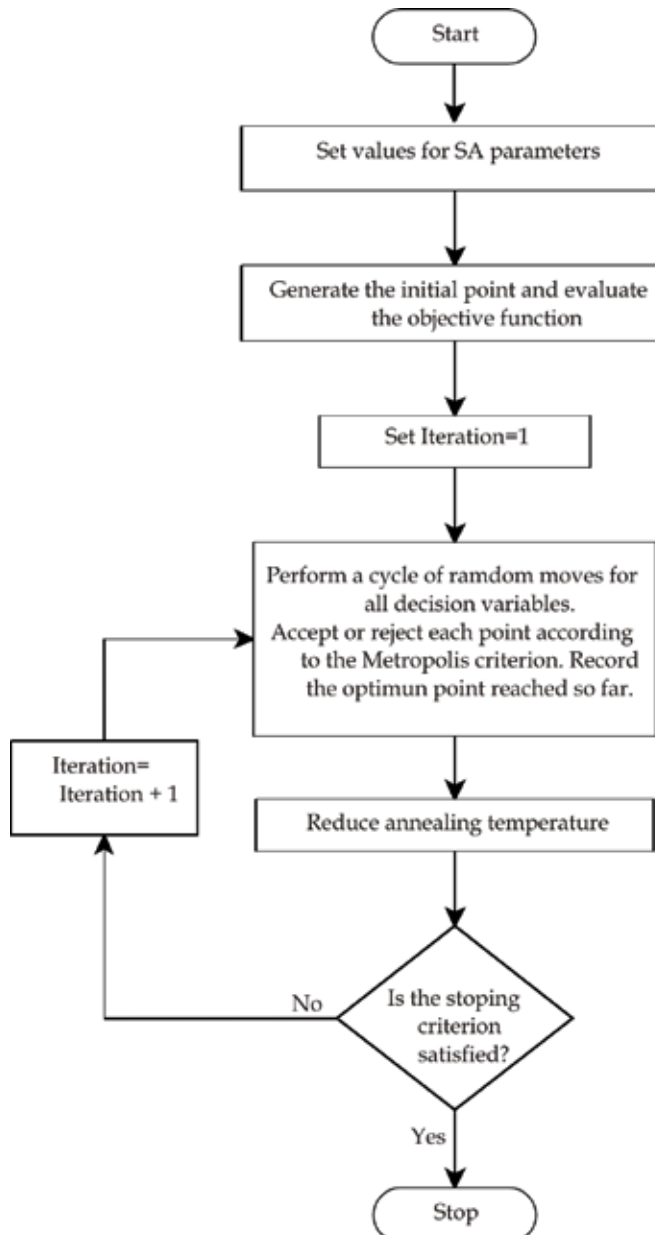 Start
Set values for SA parameters
Generate the initial point and evaluate
the objective function
Set Iteration=1
Perform a cycle of ramdom moves for
all decision variables.
Accept or reject each point according
to the Metropolis criterion. Record
the optimun point reached so far.
Iteration=
Iteration + 1
Reduce annealing temperature
No
Is the stoping
criterion
satisfied?
Yes
Stop